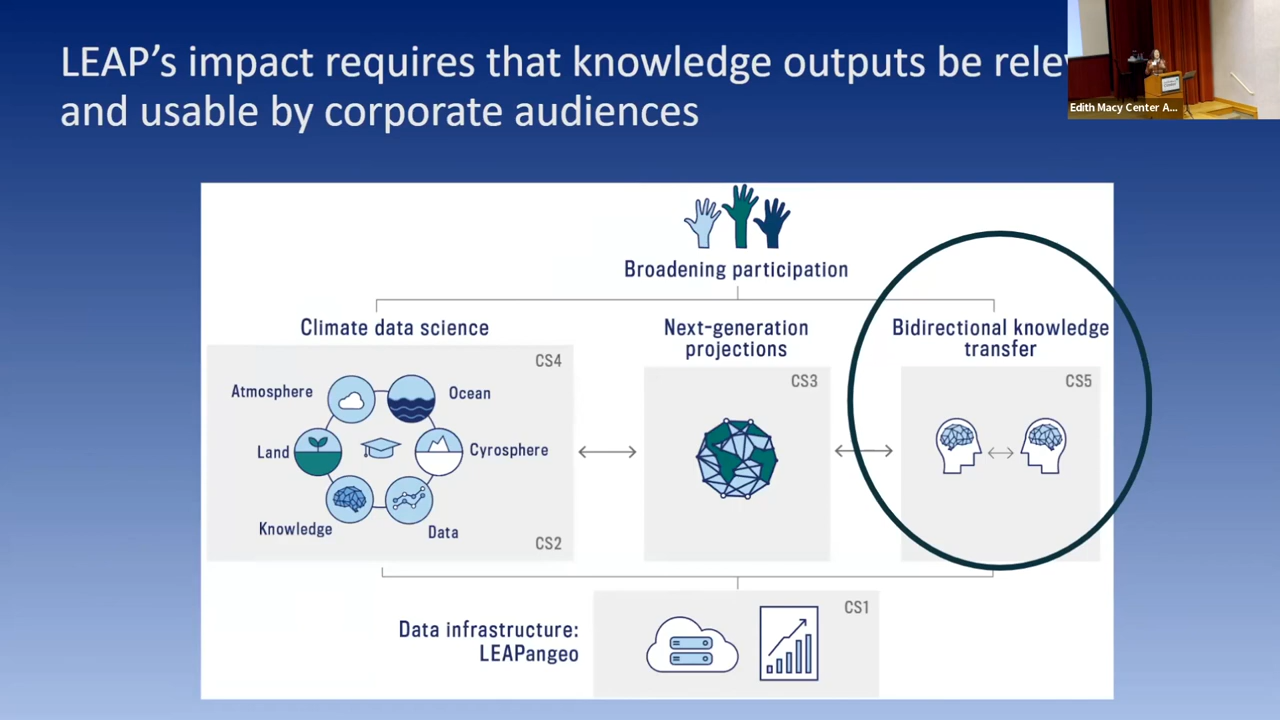 LEAP's impact requires that knowledge outputs be rele
and usable by corporate audiences
Edith Macy Center A...
Broadening participation
Climate data science
Next-generation
projections
Bidirectional knowledge
transfer
CS4
CS3
CS5
Atmosphere
Ocean
Land
Cyrosphere
Knowledge
Data
CS2
CS1
Data infrastructure:
LEAPangeo